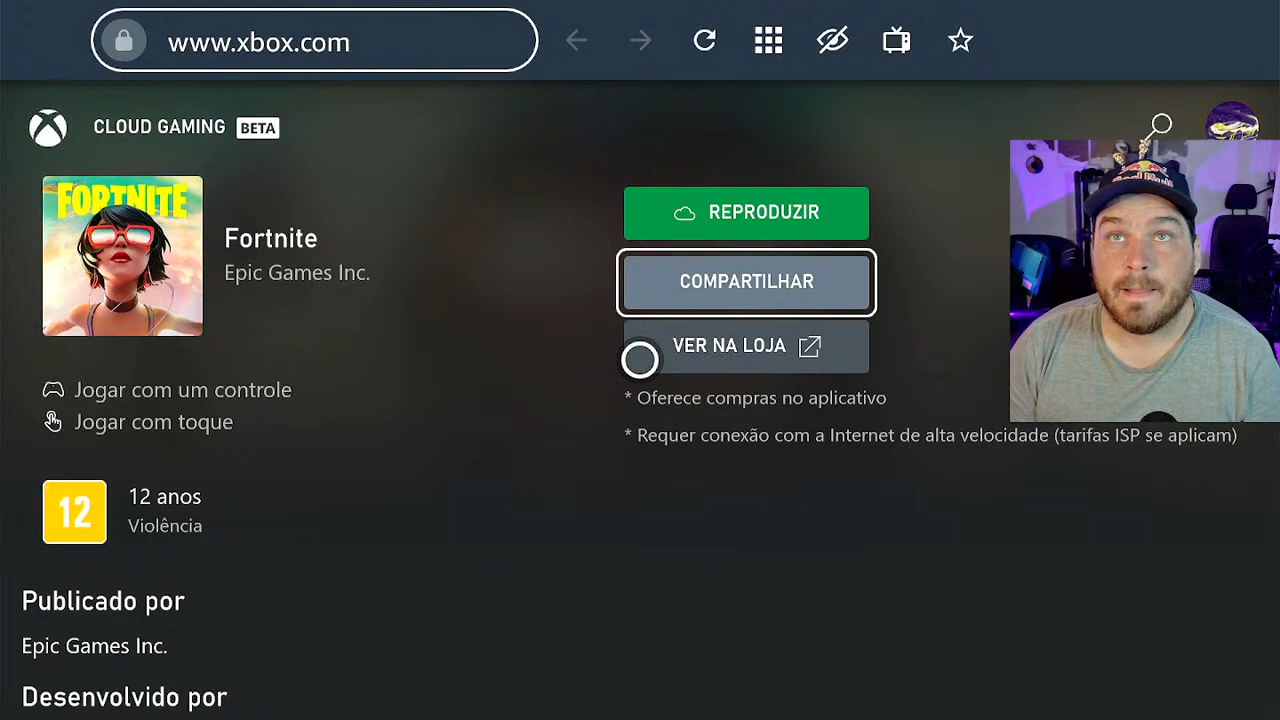 www.xbox.com
CLOUD GAMING BETA
FORTNITE
Fortnite
Epic Games Inc.
REPRODUZIR
COMPARTILHAR
VER NA LOJA
* Oferece compras no aplicativo
* Requer conexão com a Internet de alta velocidade (tarifas ISP se aplicam)
Jogar com um controle
Jogar com toque
12
12 anos
Violência
Publicado por
Epic Games Inc.
Desenvolvido por
Red Bull